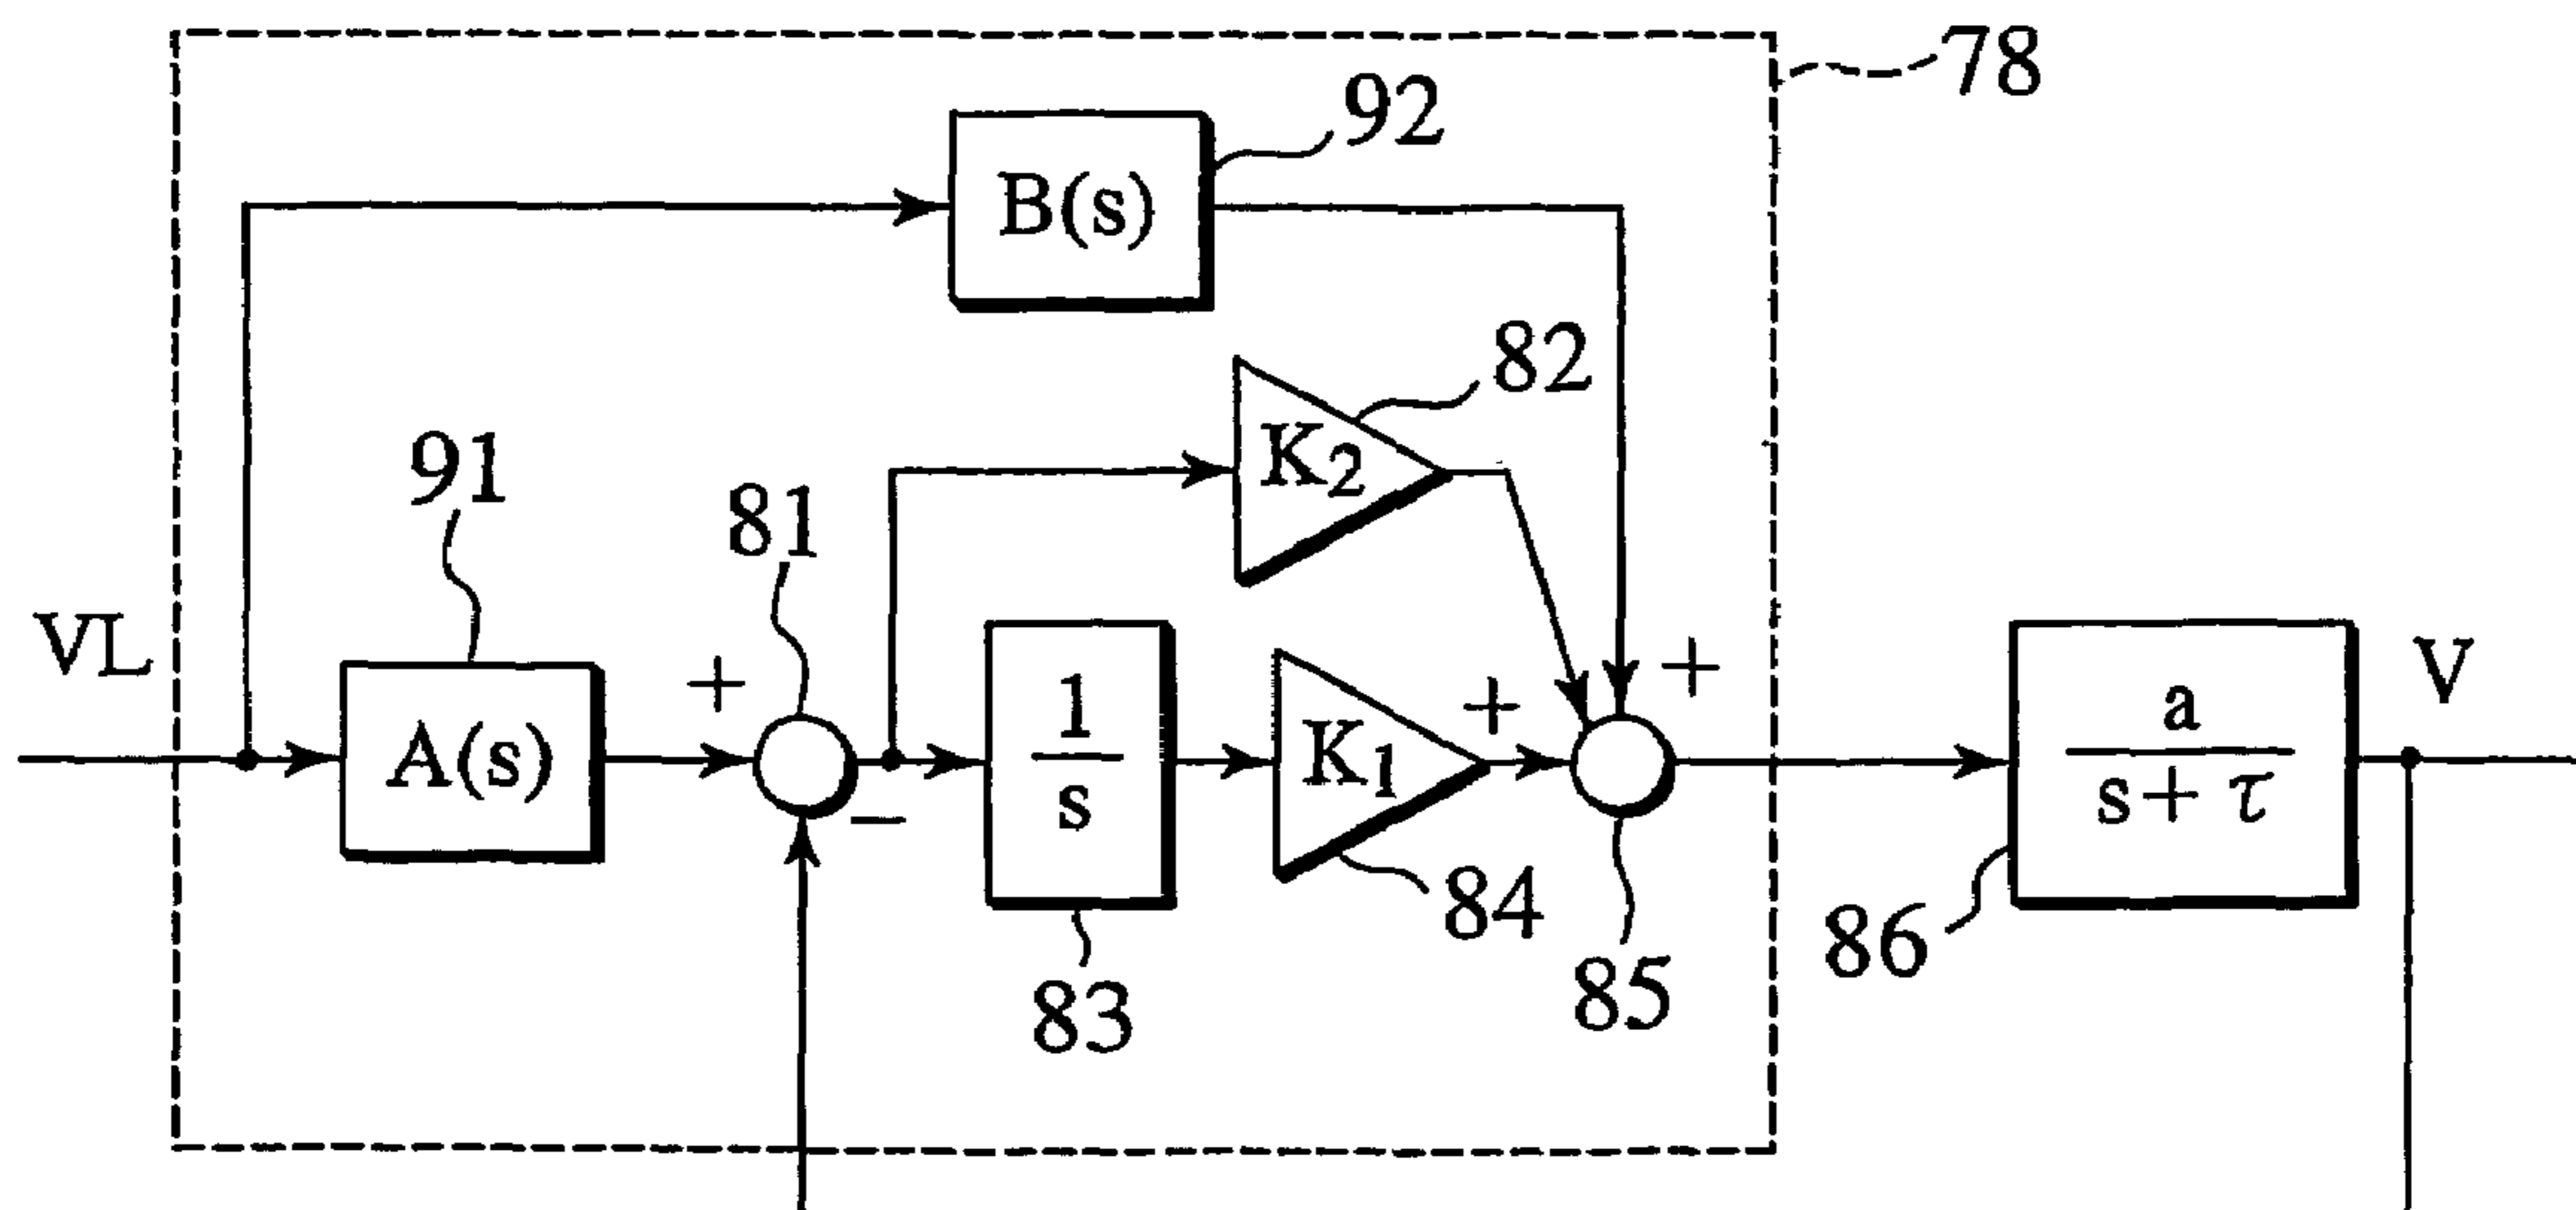 78
92
B(s)
82
K2
91
81
VL
A(s)
+
−
1
s
K1
+
+
a
s+ τ
V
83
84
85
86